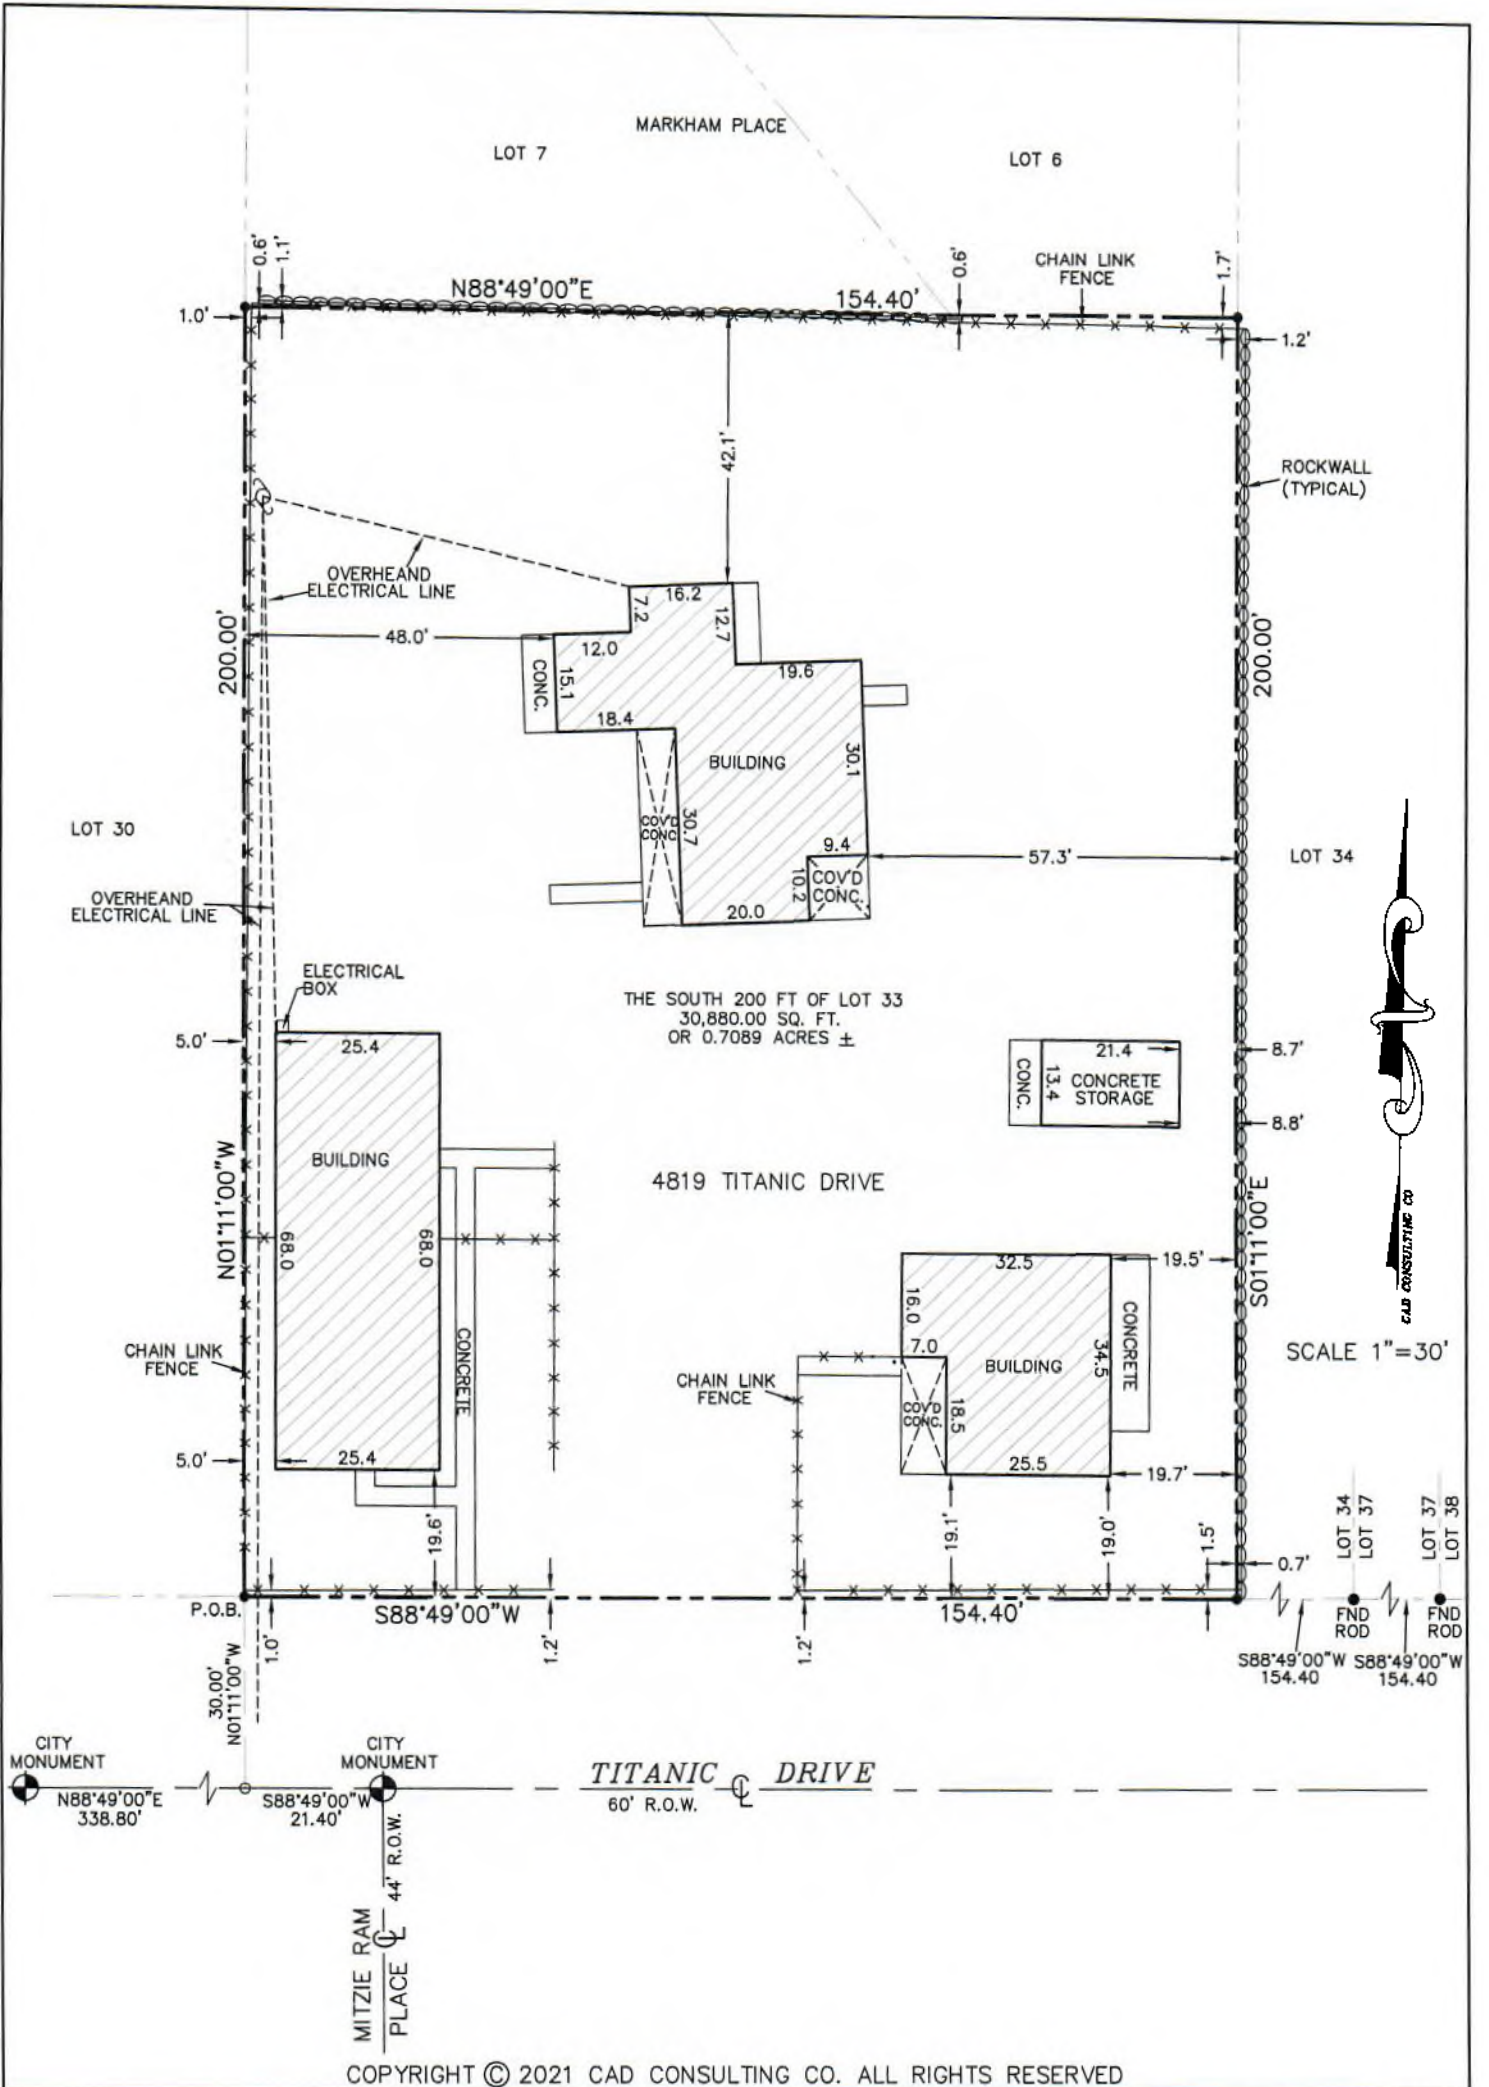 MARKHAM PLACE
LOT 7
LOT 6
0.6'
1.1'
N88°49'00"E
154.40'
0.6'
CHAIN LINK
FENCE
1.7'
1.0'
1.2'
42.1'
ROCKWALL
(TYPICAL)
OVERHEAND
ELECTRICAL LINE
200.00'
48.0'
16.2
7.2
12.7
12.0
CONC.
15.1
18.4
19.6
200.00'
BUILDING
30.1
COV'D
CONC
30.7
9.4
10.2
COV'D
CONC.
20.0
57.3'
LOT 30
LOT 34
OVERHEAND
ELECTRICAL LINE
ELECTRICAL
BOX
THE SOUTH 200 FT OF LOT 33
30,880.00 SQ. FT.
OR 0.7089 ACRES ±
5.0'
25.4
CONC.
13.4
21.4
CONCRETE
STORAGE
8.7'
8.8'
BUILDING
N01°11'00"W
68.0
68.0
4819 TITANIC DRIVE
S01°11'00"E
CAD CONSULTING CO
32.5
19.5'
16.0
7.0
BUILDING
34.5
CONCRETE
SCALE 1"=30'
CHAIN LINK
FENCE
CONCRETE
CHAIN LINK
FENCE
COV'D
CONC.
18.5
25.5
19.7'
5.0'
25.4
19.6'
19.1'
19.0'
1.5'
0.7'
LOT 34
LOT 37
LOT 37
LOT 38
P.O.B.
S88°49'00"W
154.40'
FND
ROD
FND
ROD
1.0'
1.2'
1.2'
S88°49'00"W
154.40
S88°49'00"W
154.40
30.00'
N01°11'00"W
CITY
MONUMENT
CITY
MONUMENT
TITANIC DRIVE
60' R.O.W.
N88°49'00"E
338.80'
S88°49'00"W
21.40'
44' R.O.W.
MITZIE RAM
PLACE
COPYRIGHT © 2021 CAD CONSULTING CO. ALL RIGHTS RESERVED